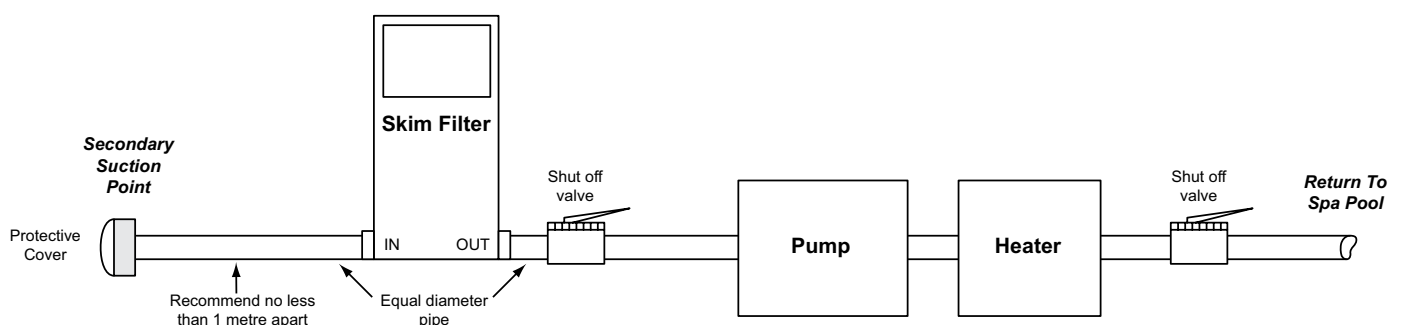 Secondary
Suction
Point
Protective
Cover
Recommend no less
than 1 metre apart
Skim Filter
IN
OUT
Equal diameter
pipe
Shut off
valve
Pump
Heater
Shut off
valve
Return To
Spa Pool